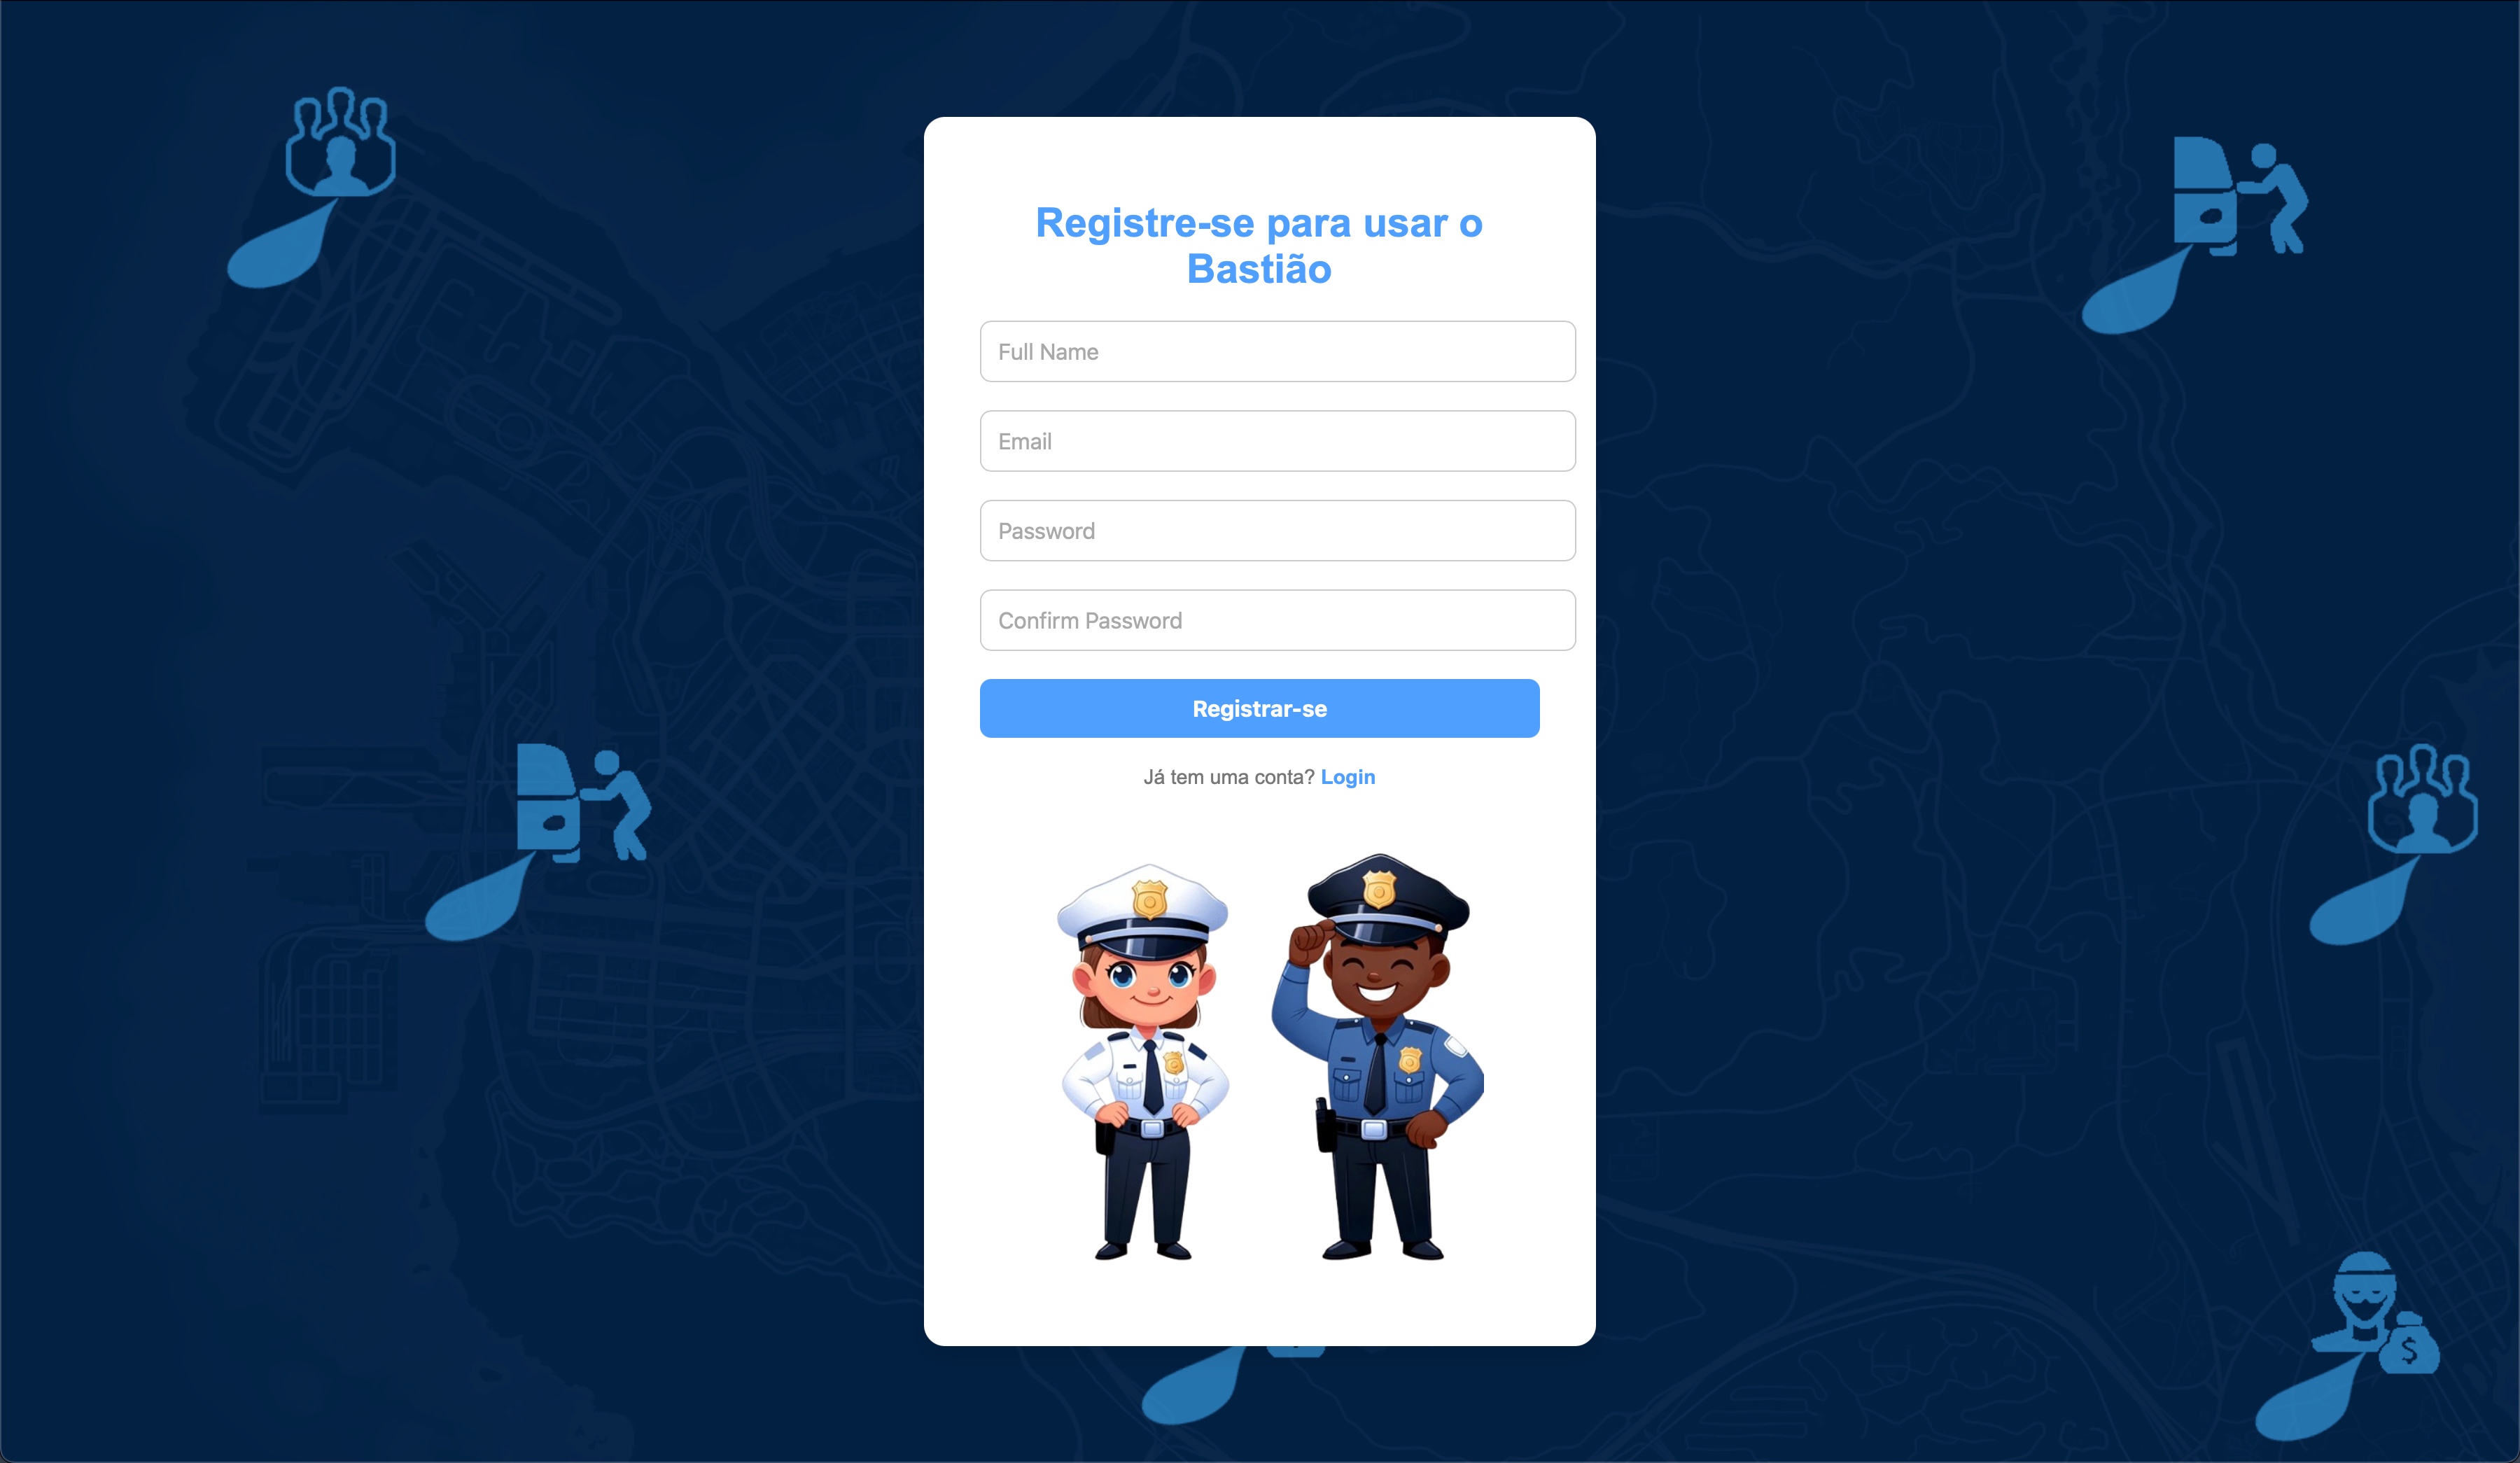 Registre-se para usar o
Bastião
Full Name
Email
Password
Confirm Password
Registrar-se
Já tem uma conta? Login
$